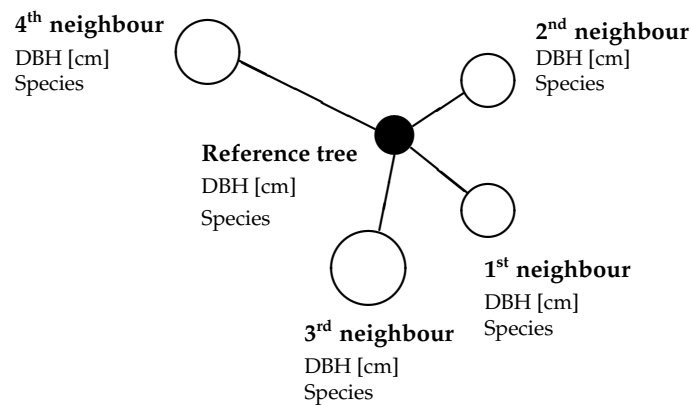 4th neighbour
DBH [cm]
Species
2nd neighbour
DBH [cm]
Species
Reference tree
DBH [cm]
Species
1st neighbour
DBH [cm]
Species
3rd neighbour
DBH [cm]
Species